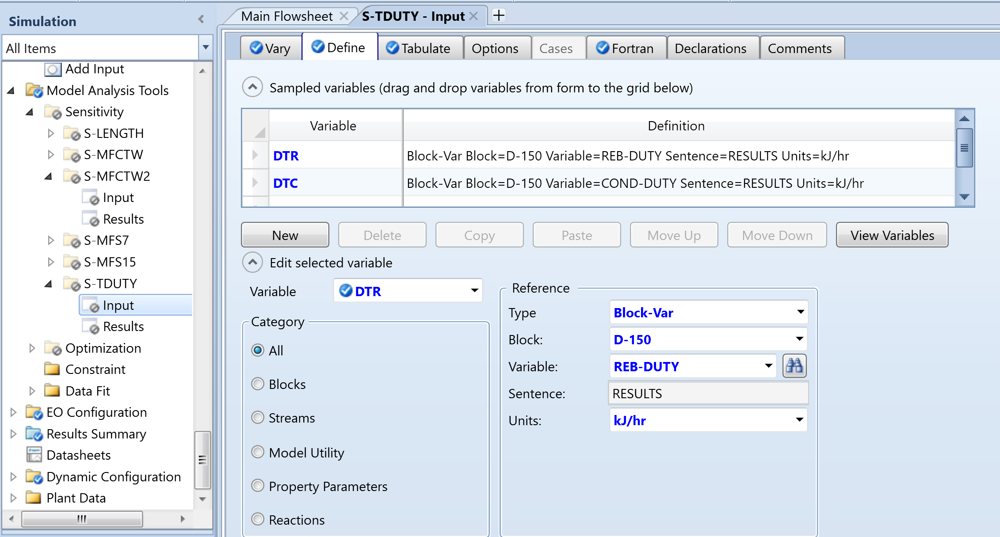 Simulation
All Items
Add Input
Model Analysis Tools
Sensitivity
S-LENGTH
S-MFCTW
S-MFCTW2
Input
Results
S-MFS7
S-MFS15
S-TDUTY
Input
Results
Optimization
Constraint
Data Fit
EO Configuration
Results Summary
Datasheets
Dynamic Configuration
Plant Data
Main Flowsheet
S-TDUTY - Input
Vary Define Tabulate Options Cases Fortran Declarations Comments
Sampled variables (drag and drop variables from form to the grid below)
Variable Definition
DTR Block-Var Block=D-150 Variable=REB-DUTY Sentence=RESULTS Units=kJ/hr
DTC Block-Var Block=D-150 Variable=COND-DUTY Sentence=RESULTS Units=kJ/hr
New Delete Copy Paste Move Up Move Down View Variables
Edit selected variable
Variable DTR
Category
All
Blocks
Streams
Model Utility
Property Parameters
Reactions
Reference
Type Block-Var
Block: D-150
Variable: REB-DUTY
Sentence: RESULTS
Units: kJ/hr